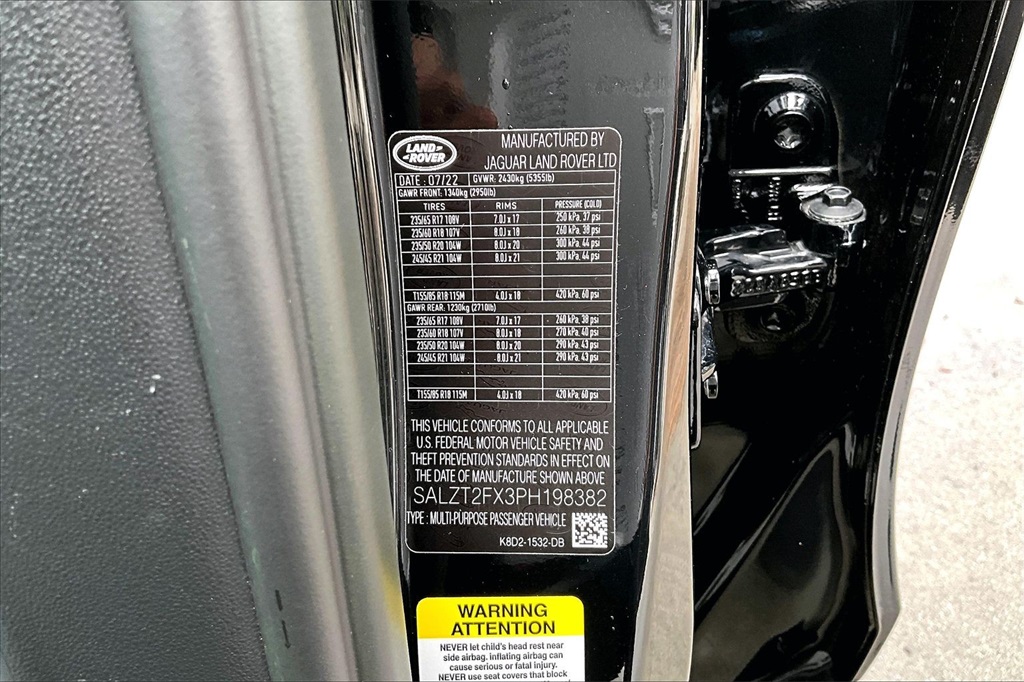 LAND ROVER
MANUFACTURED BY
JAGUAR LAND ROVER LTD
DATE : 07/22 GVWR: 2430kg (5355lb)
GAWR FRONT: 1340kg (2950lb)
TIRES RIMS PRESSURE (COLD)
235/65 R17 108V 7.0J x 17 250 kPa, 37 psi
235/60 R18 107V 8.0J x 18 260 kPa, 38 psi
235/50 R20 104W 8.0J x 20 300 kPa, 44 psi
245/45 R21 104W 8.0J x 21 300 kPa, 44 psi
T155/85 R18 115M 4.0J x 18 420 kPa, 60 psi
GAWR REAR: 1230kg (2710lb)
235/65 R17 108V 7.0J x 17 260 kPa, 38 psi
235/60 R18 107V 8.0J x 18 270 kPa, 40 psi
235/50 R20 104W 8.0J x 20 290 kPa, 43 psi
245/45 R21 104W 8.0J x 21 290 kPa, 43 psi
T155/85 R18 115M 4.0J x 18 420 kPa, 60 psi
THIS VEHICLE CONFORMS TO ALL APPLICABLE
U.S. FEDERAL MOTOR VEHICLE SAFETY AND
THEFT PREVENTION STANDARDS IN EFFECT ON
THE DATE OF MANUFACTURE SHOWN ABOVE
SALZT2FX3PH198382
TYPE : MULTI-PURPOSE PASSENGER VEHICLE
K8D2-1532-DB
WARNING
ATTENTION
NEVER let child's head rest near
side airbag. inflating airbag can
cause serious or fatal injury.
NEVER use seat covers that block